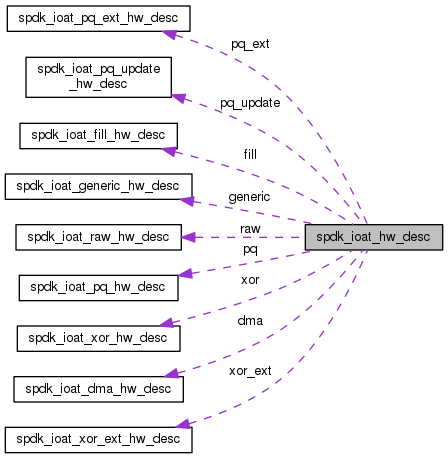 spdk_ioat_pq_ext_hw_desc
pq_ext
spdk_ioat_pq_update
_hw_desc
pq_update
spdk_ioat_fill_hw_desc
fill
spdk_ioat_generic_hw_desc
generic
spdk_ioat_raw_hw_desc
raw
spdk_ioat_hw_desc
pq
spdk_ioat_pq_hw_desc
xor
spdk_ioat_xor_hw_desc
dma
spdk_ioat_dma_hw_desc
xor_ext
spdk_ioat_xor_ext_hw_desc